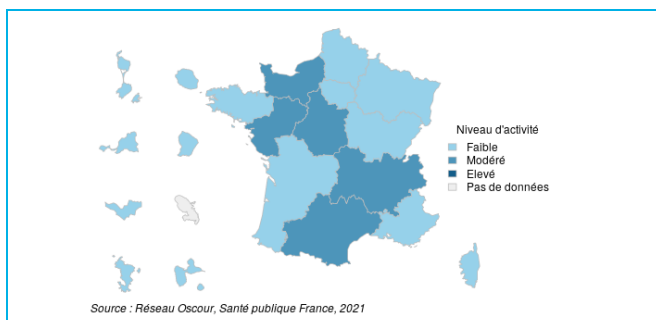 Niveau d'activité
Faible
Modéré
Elevé
Pas de données
Source : Réseau Oscour, Santé publique France, 2021